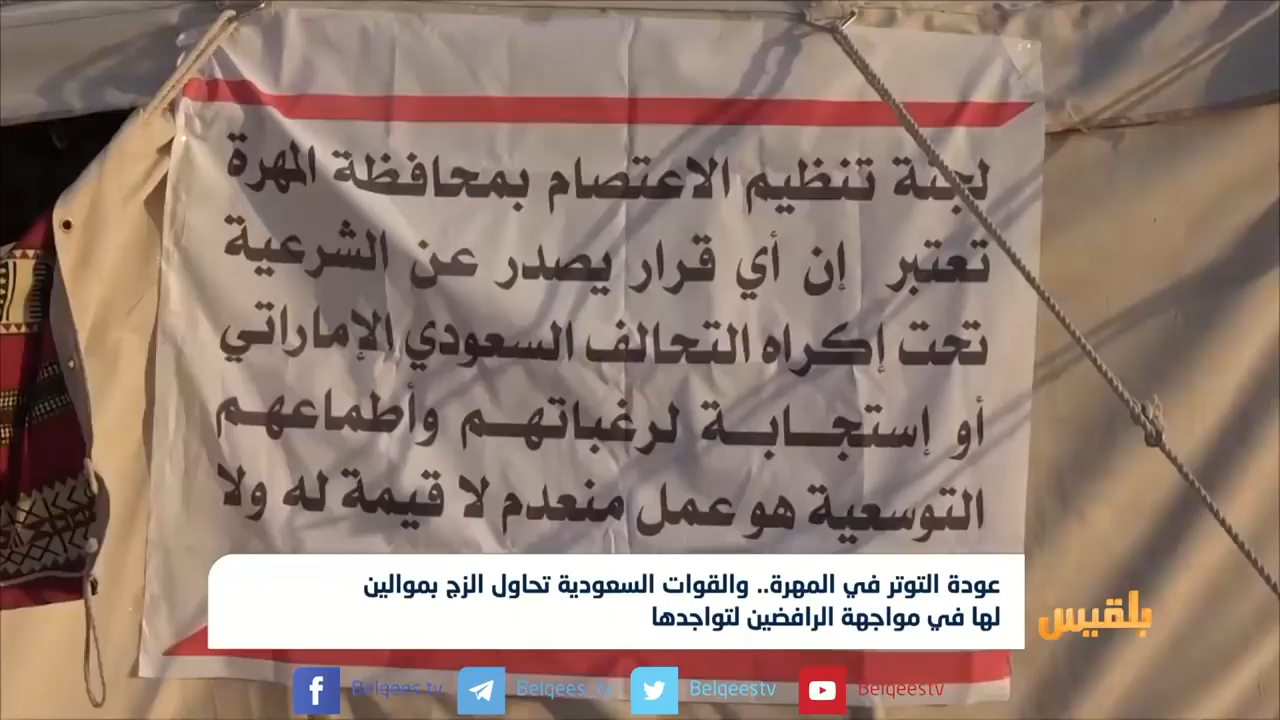 لجنة تنظيم الاعتصام بمحافظة المهرة
تعتبر إن أي قرار يصدر عن الشرعية
تحت إكراه التحالف السعودي الإماراتي
أو إستجابة لرغباتهم وأطماعهم
التوسعية هو عمل منعدم لا قيمة له ولا
عودة التوتر في المهرة.. والقوات السعودية تحاول الزج بموالين
لها في مواجهة الرافضين لتواجدها
بلقيس
Belqees.tv
Belqees_tv
Belqeestv
Belqeestv